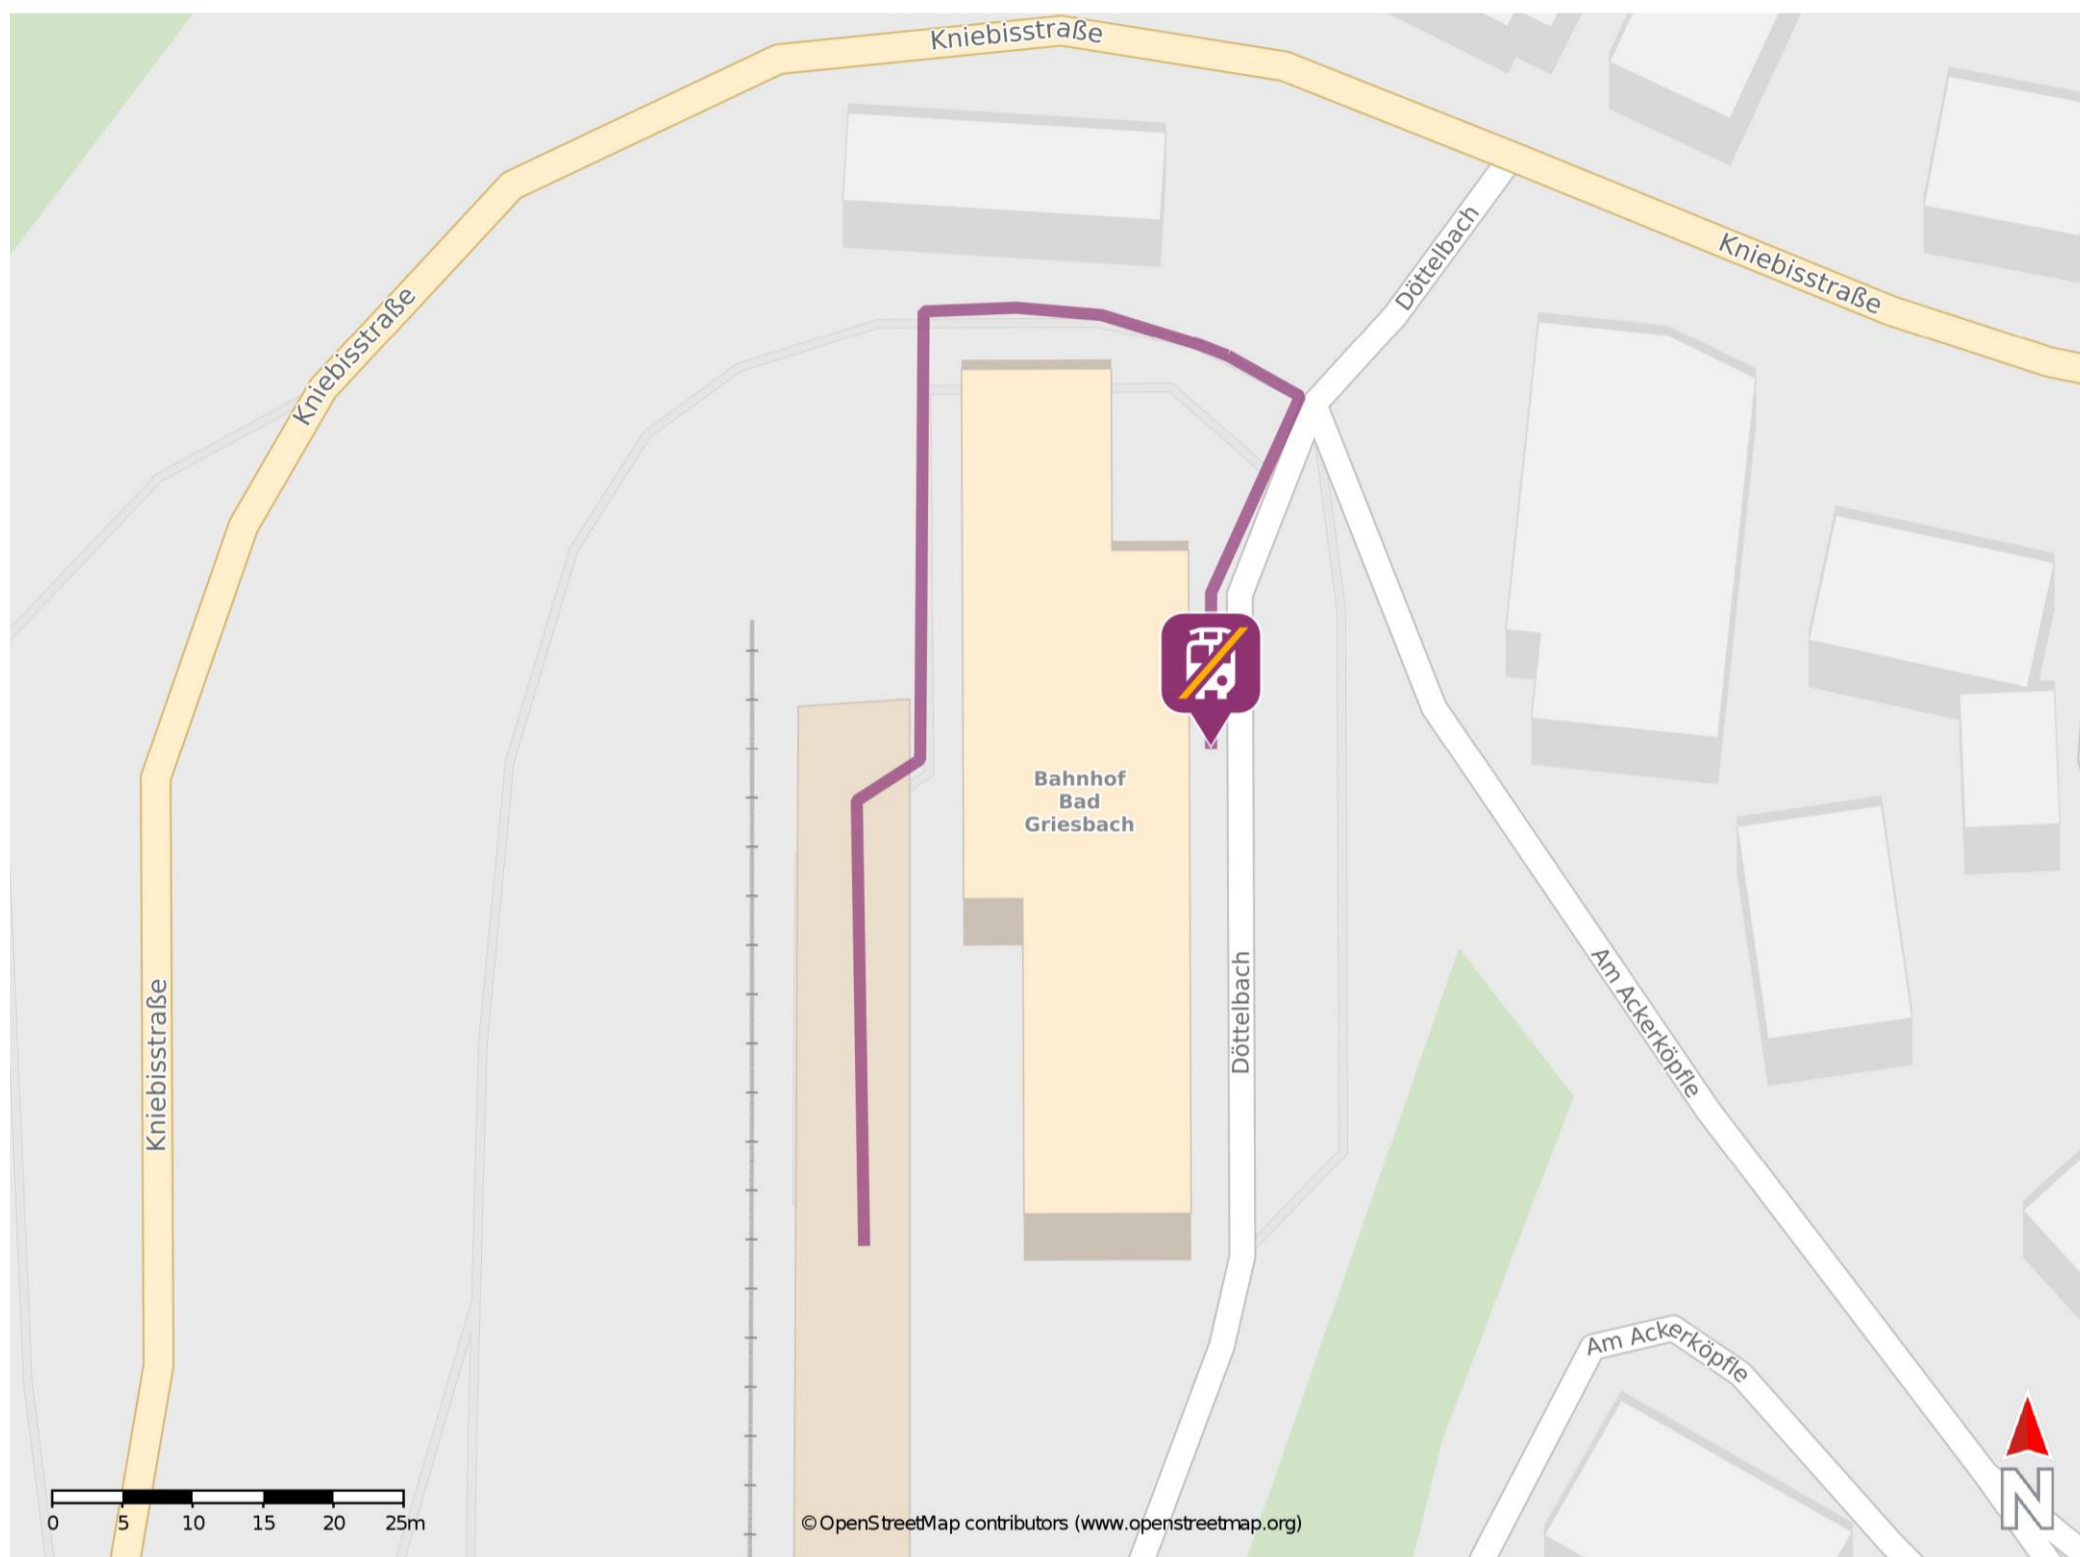 Kniebisstraße
Döttelbach
Kniebisstraße
Kniebisstraße
Bahnhof
Bad
Griesbach
Döttelbach
Am Ackerköpfle
Kniebisstraße
Am Ackerköpfle
N
0 5 10 15 20 25m
© OpenStreetMap contributors (www.openstreetmap.org)